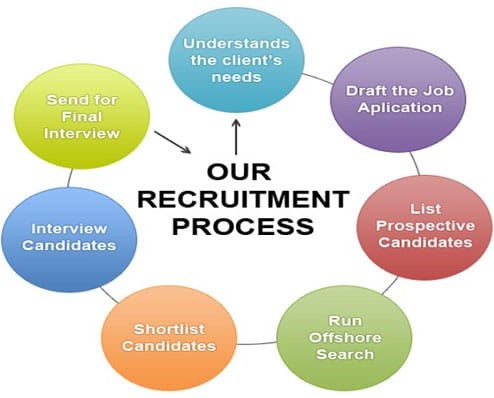 Understands
the client's
needs
Draft the Job
Aplication
List
Prospective
Candidates
Run
Offshore
Search
Shortlist
Candidates
Interview
Candidates
Send for
Final
Interview
OUR
RECRUITMENT
PROCESS